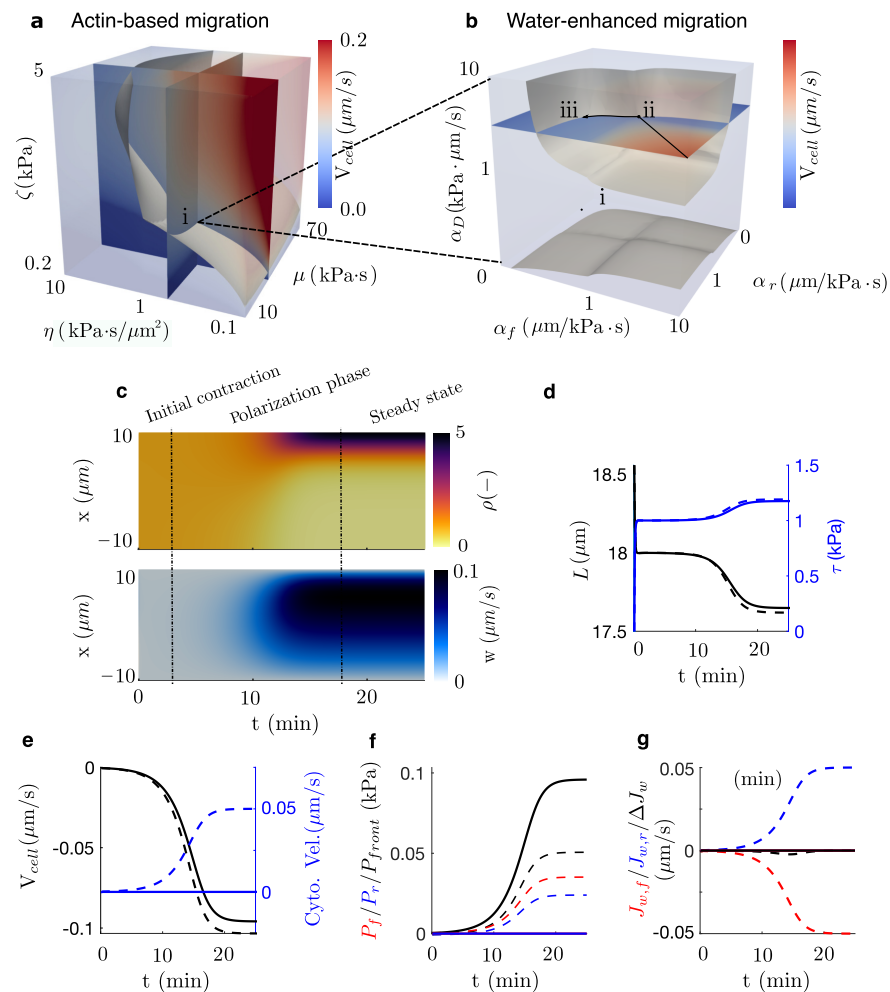 a Actin-based migration
b Water-enhanced migration
0.2
V_cell (μm/s)
0.0
5
ζ(kPa)
0.2
10
1
0.1
η(kPa·s/μm²)
i
70
μ(kPa·s)
10
V_cell (μm/s)
10
α_D(kPa·μm/s)
1
0
iii
ii
i
1
α_f(μm/kPa·s)
10
0
1
α_r(μm/kPa·s)
c
Initial contraction
Polarization phase
Steady state
10
x (μm)
−10
5
ρ(−)
0
10
x (μm)
−10
0.1
w (μm/s)
0
0 10 20
t (min)
d
18.5
18
17.5
L(μm)
1.5
1
0.5
0
τ (kPa)
0 10 20
t (min)
e
0
-0.05
-0.1
V_cell(μm/s)
0.05
0
Cyto. Vel.(μm/s)
0 10 20
t (min)
f
0.1
0.05
0
P_f/P_r/P_front (kPa)
0 10 20
t (min)
g
0.05
0
-0.05
J_w,f/J_w,r/ΔJ_w
(μm/s)
(min)
0 10 20
t (min)